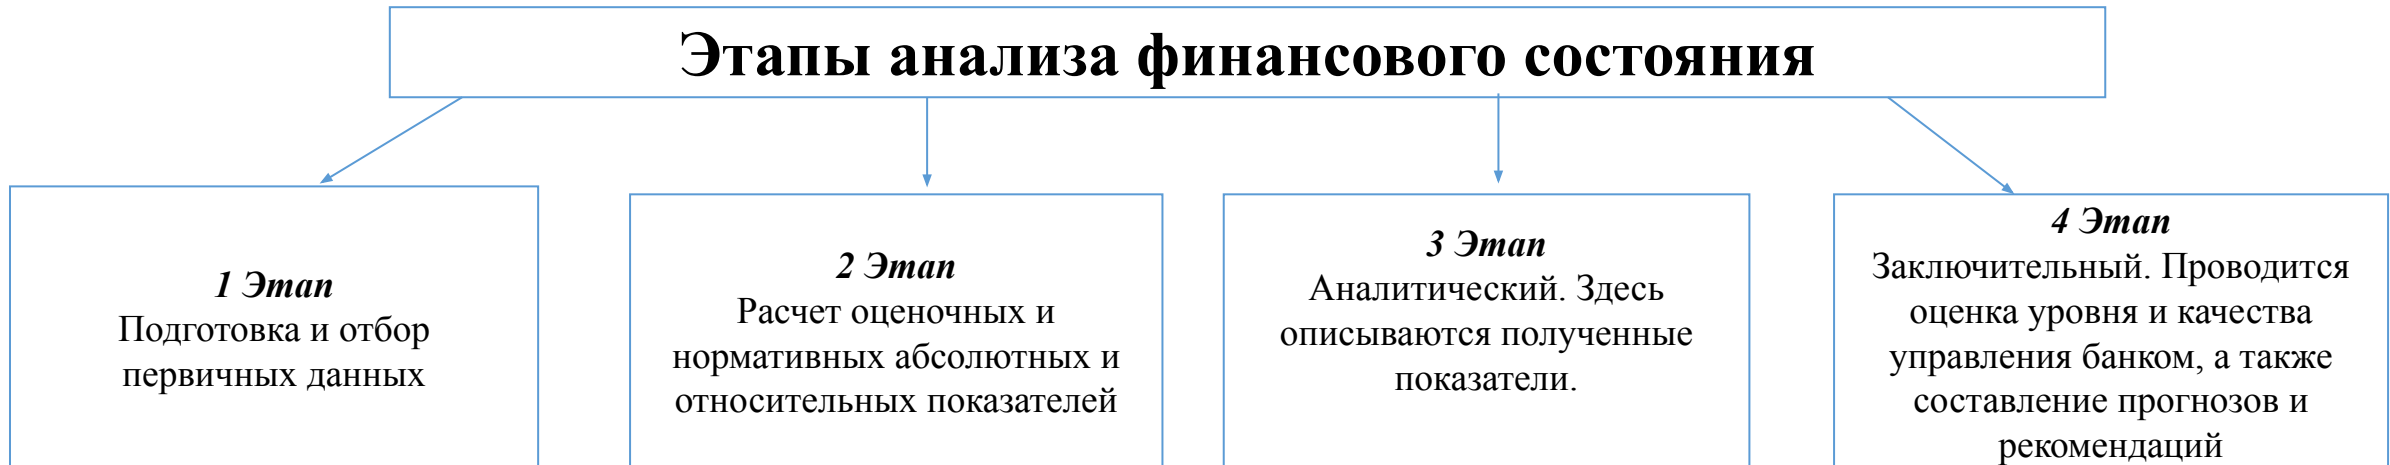 Этапы анализа финансового состояния
1 Этап
Подготовка и отбор
первичных данных
2 Этап
Расчет оценочных и
нормативных абсолютных и
относительных показателей
3 Этап
Аналитический. Здесь
описываются полученные
показатели.
4 Этап
Заключительный. Проводится
оценка уровня и качества
управления банком, а также
составление прогнозов и
рекомендаций